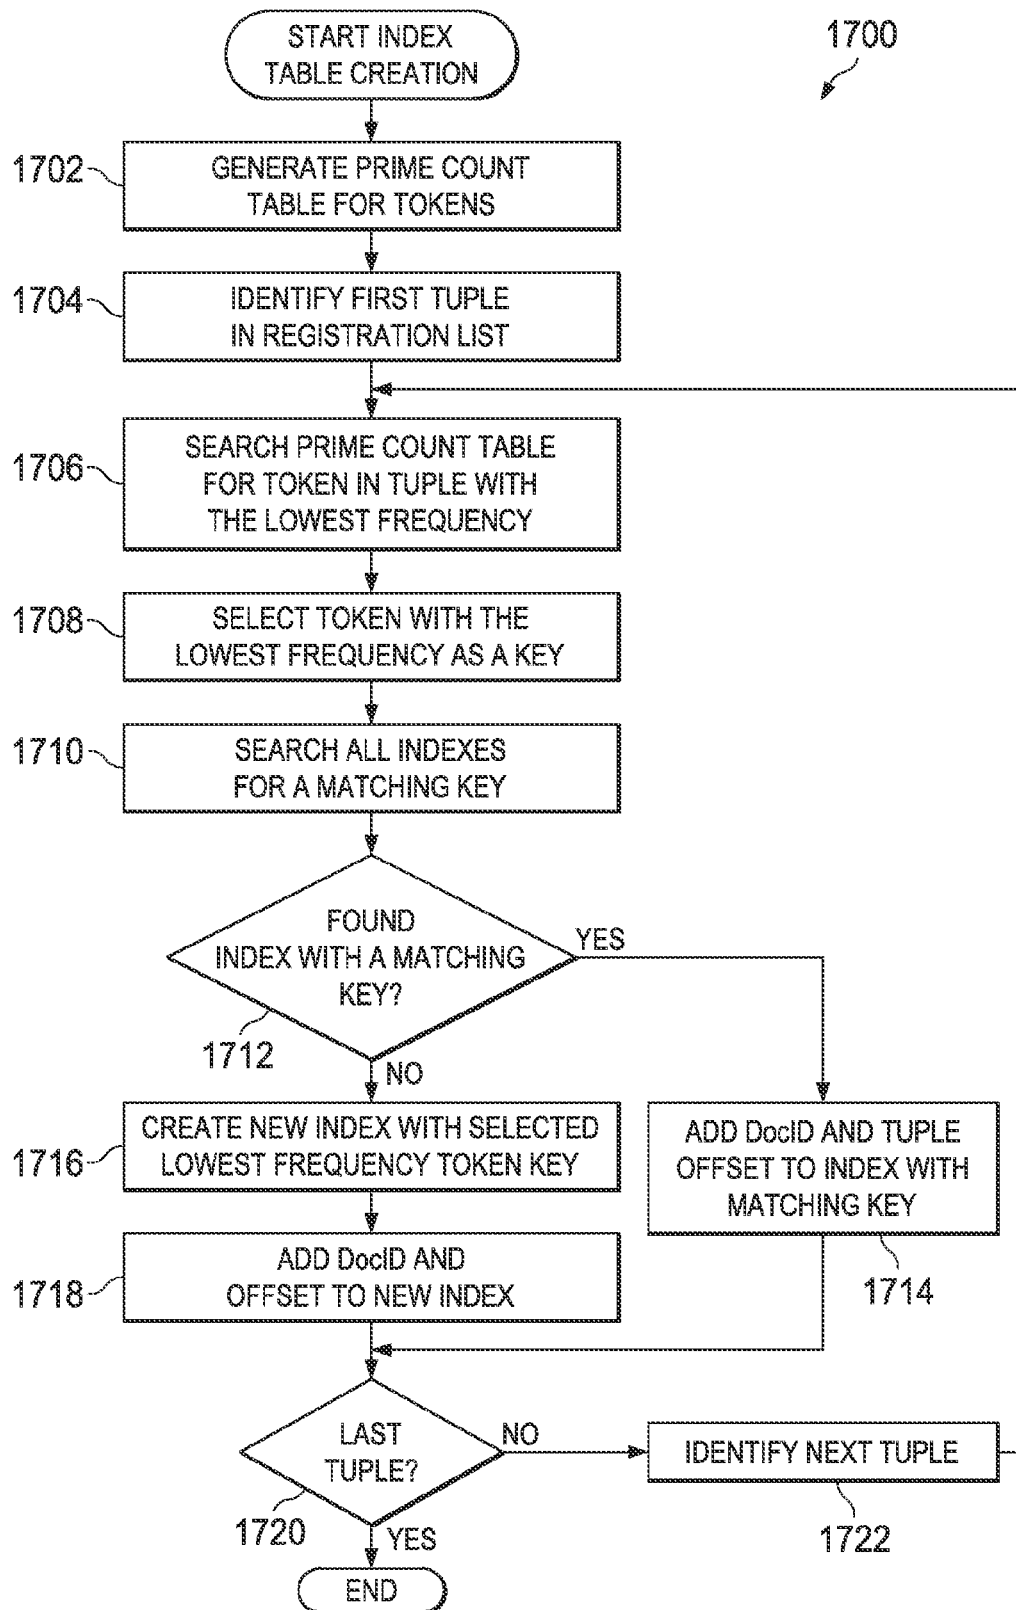 START INDEX
TABLE CREATION
1700
1702
GENERATE PRIME COUNT
TABLE FOR TOKENS
1704
IDENTIFY FIRST TUPLE
IN REGISTRATION LIST
1706
SEARCH PRIME COUNT TABLE
FOR TOKEN IN TUPLE WITH
THE LOWEST FREQUENCY
1708
SELECT TOKEN WITH THE
LOWEST FREQUENCY AS A KEY
1710
SEARCH ALL INDEXES
FOR A MATCHING KEY
FOUND
INDEX WITH A MATCHING
KEY?
YES
1712
NO
1716
CREATE NEW INDEX WITH SELECTED
LOWEST FREQUENCY TOKEN KEY
ADD DocID AND TUPLE
OFFSET TO INDEX WITH
MATCHING KEY
1714
1718
ADD DocID AND
OFFSET TO NEW INDEX
LAST
TUPLE?
NO
IDENTIFY NEXT TUPLE
1720
YES
1722
END